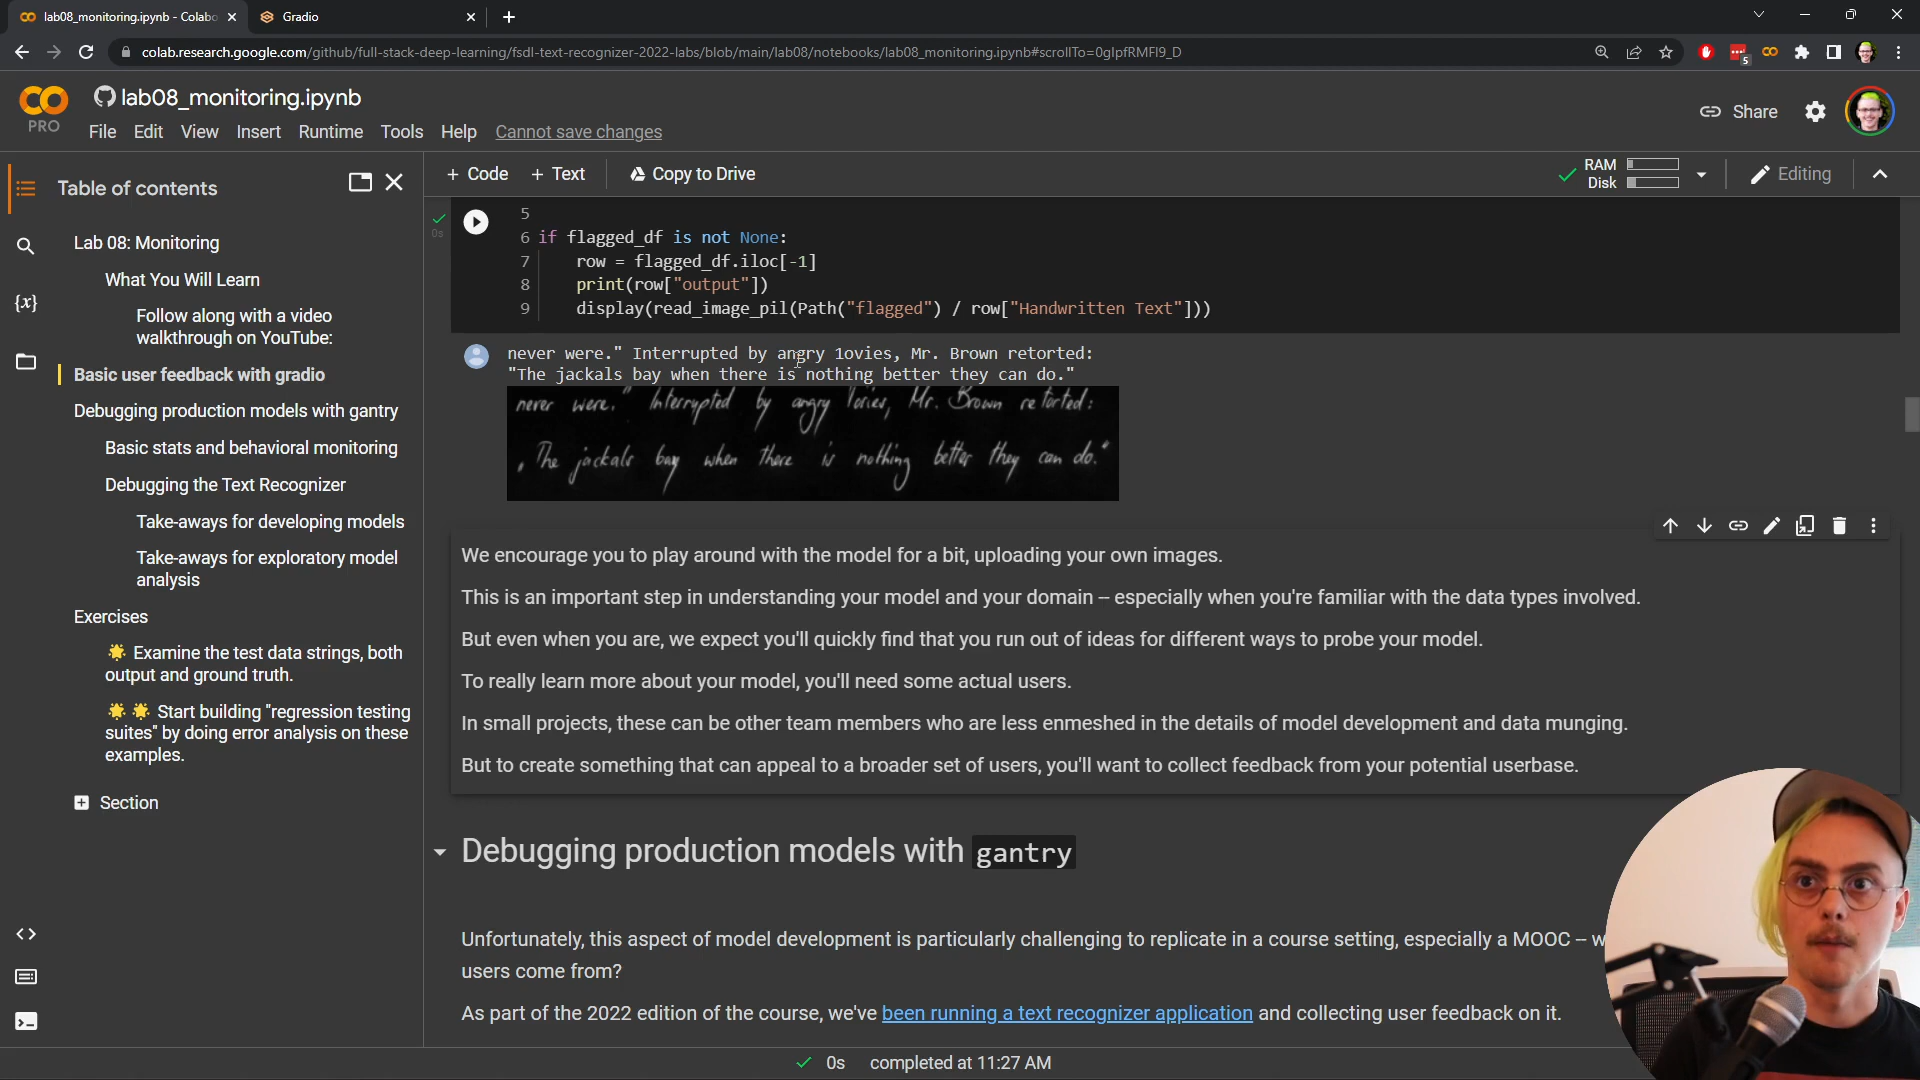 lab08_monitoring.ipynb - Colabo
Gradio
colab.research.google.com/github/full-stack-deep-learning/fsdl-text-recognizer-2022-labs/blob/main/lab08/notebooks/lab08_monitoring.ipynb#scrollTo=0glpfRMFI9_D
5
PRO
lab08_monitoring.ipynb
File Edit View Insert Runtime Tools Help Cannot save changes
Share
Table of contents
+ Code + Text Copy to Drive
RAM
Disk
Editing
Lab 08: Monitoring
What You Will Learn
Follow along with a video
walkthrough on YouTube:
Basic user feedback with gradio
Debugging production models with gantry
Basic stats and behavioral monitoring
Debugging the Text Recognizer
Take-aways for developing models
Take-aways for exploratory model
analysis
Exercises
🌟 Examine the test data strings, both
output and ground truth.
🌟🌟 Start building "regression testing
suites" by doing error analysis on these
examples.
Section
{x}
0s
5
6 if flagged_df is not None:
7 row = flagged_df.iloc[-1]
8 print(row["output"])
9 display(read_image_pil(Path("flagged") / row["Handwritten Text"]))
never were." Interrupted by angry 1ovies, Mr. Brown retorted:
"The jackals bay when there is nothing better they can do."
never were." Interrupted by angry lories, Mr. Brown retorted:
„The jackals bay when there is nothing better they can do."
We encourage you to play around with the model for a bit, uploading your own images.
This is an important step in understanding your model and your domain -- especially when you're familiar with the data types involved.
But even when you are, we expect you'll quickly find that you run out of ideas for different ways to probe your model.
To really learn more about your model, you'll need some actual users.
In small projects, these can be other team members who are less enmeshed in the details of model development and data munging.
But to create something that can appeal to a broader set of users, you'll want to collect feedback from your potential userbase.
Debugging production models with gantry
Unfortunately, this aspect of model development is particularly challenging to replicate in a course setting, especially a MOOC --
users come from?
As part of the 2022 edition of the course, we've been running a text recognizer application and collecting user feedback on it.
0s completed at 11:27 AM